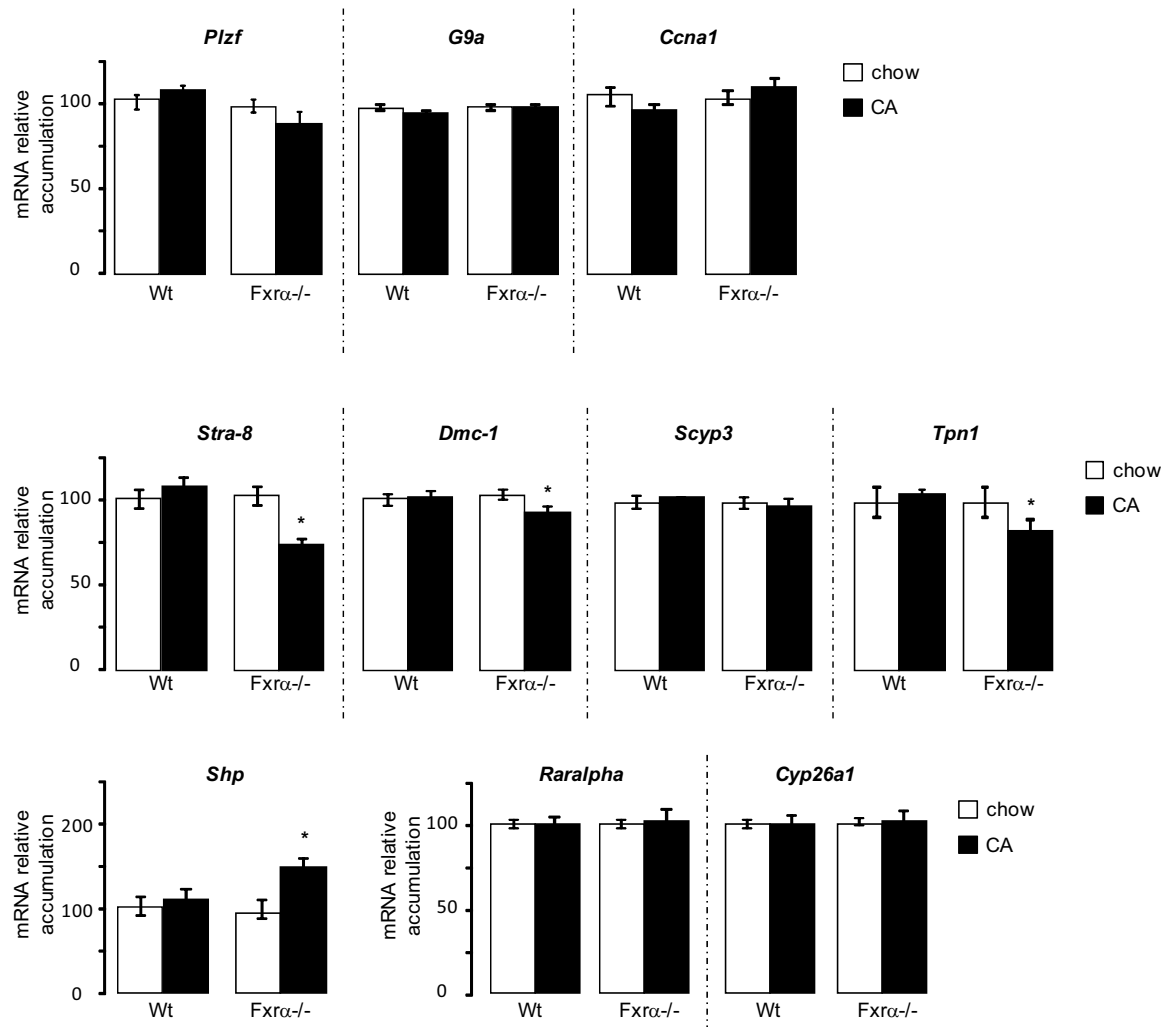 Plzf
G9a
Ccna1
mRNA relative
accumulation
100
50
0
Wt
Fxrα-/-
Wt
Fxrα-/-
Wt
Fxrα-/-
chow
CA
Stra-8
Dmc-1
Scyp3
Tpn1
mRNA relative
accumulation
100
50
0
*
*
*
Wt
Fxrα-/-
Wt
Fxrα-/-
Wt
Fxrα-/-
Wt
Fxrα-/-
chow
CA
Shp
mRNA relative
accumulation
200
100
0
*
Wt
Fxrα-/-
Raralpha
Cyp26a1
mRNA relative
accumulation
100
50
0
Wt
Fxrα-/-
Wt
Fxrα-/-
chow
CA